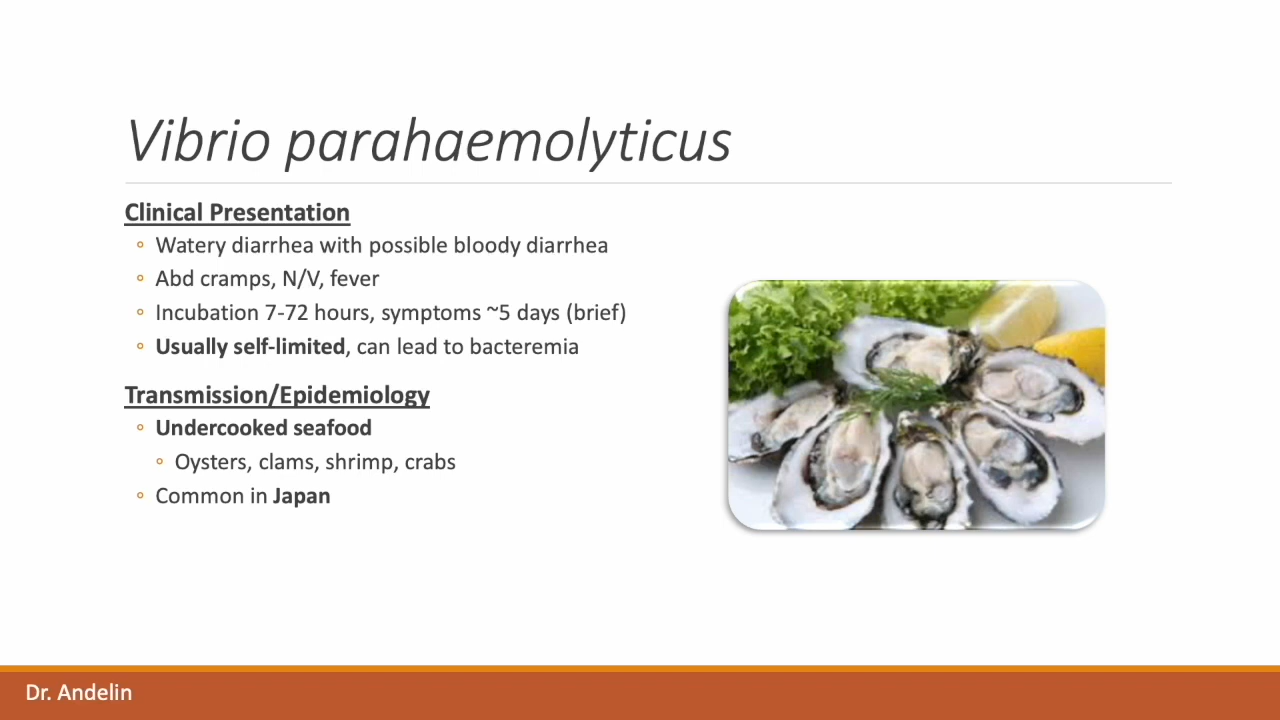 Vibrio parahaemolyticus
Clinical Presentation
◦ Watery diarrhea with possible bloody diarrhea
◦ Abd cramps, N/V, fever
◦ Incubation 7-72 hours, symptoms ~5 days (brief)
◦ Usually self-limited, can lead to bacteremia
Transmission/Epidemiology
◦ Undercooked seafood
◦ Oysters, clams, shrimp, crabs
◦ Common in Japan
Dr. Andelin